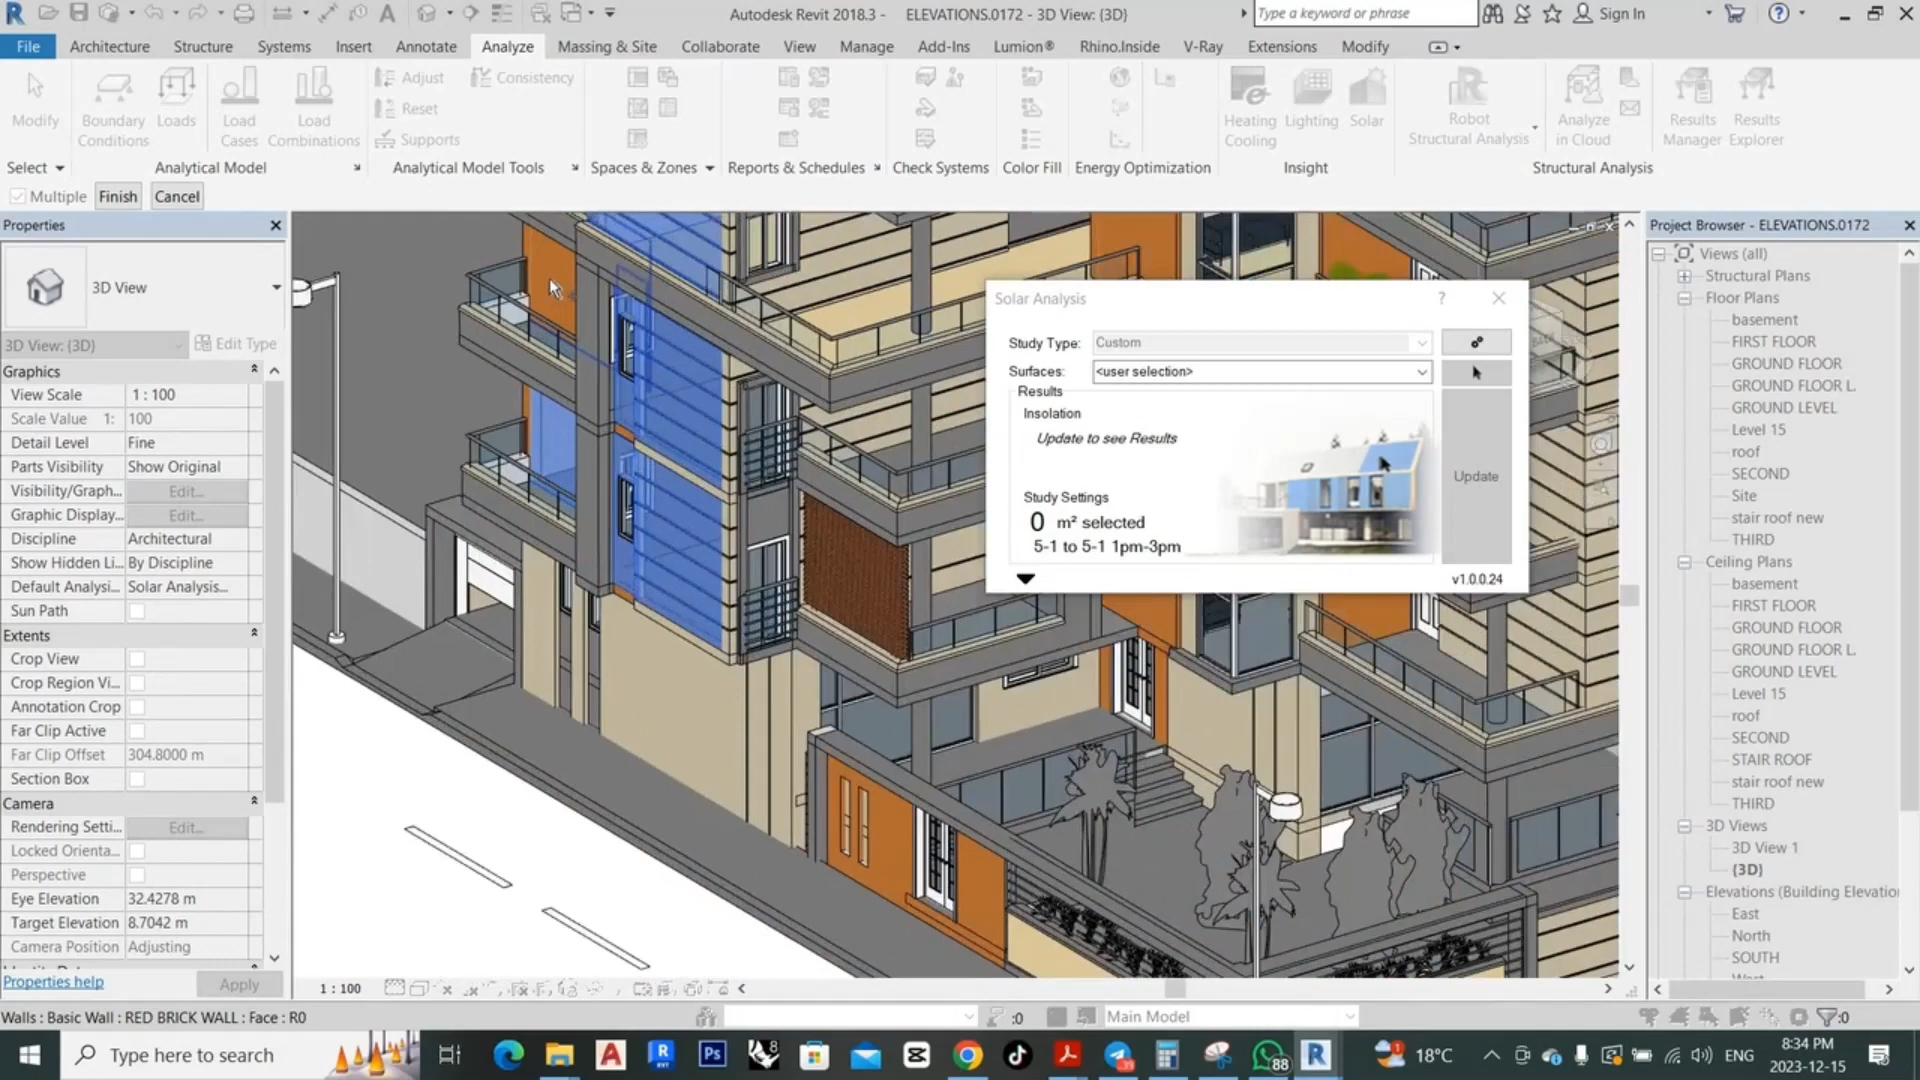 Autodesk Revit 2018.3 - ELEVATIONS.0172 - 3D View: {3D}
Type a keyword or phrase
Sign In
File Architecture Structure Systems Insert Annotate Analyze Massing & Site Collaborate View Manage Add-Ins Lumion® Rhino.Inside V-Ray Extensions Modify
Modify
Boundary Conditions
Loads
Load Cases
Load Combinations
Adjust
Reset
Supports
Consistency
Heating Cooling
Lighting
Solar
Robot Structural Analysis
Analyze in Cloud
Results Manager
Results Explorer
Select Analytical Model Analytical Model Tools Spaces & Zones Reports & Schedules Check Systems Color Fill Energy Optimization Insight Structural Analysis
Multiple Finish Cancel
Properties
3D View
3D View: {3D} Edit Type
Graphics
View Scale 1 : 100
Scale Value 1: 100
Detail Level Fine
Parts Visibility Show Original
Visibility/Graph... Edit...
Graphic Display... Edit...
Discipline Architectural
Show Hidden Li... By Discipline
Default Analysi... Solar Analysis...
Sun Path
Extents
Crop View
Crop Region Vi...
Annotation Crop
Far Clip Active
Far Clip Offset 304.8000 m
Section Box
Camera
Rendering Setti... Edit...
Locked Orienta...
Perspective
Eye Elevation 32.4278 m
Target Elevation 8.7042 m
Camera Position Adjusting
Properties help Apply
Solar Analysis ?
Study Type: Custom
Surfaces: <user selection>
Results
Insolation
Update to see Results
Update
Study Settings
0 m² selected
5-1 to 5-1 1pm-3pm
v1.0.0.24
Project Browser - ELEVATIONS.0172
Views (all)
Structural Plans
Floor Plans
basement
FIRST FLOOR
GROUND FLOOR
GROUND FLOOR L.
GROUND LEVEL
Level 15
roof
SECOND
Site
stair roof new
THIRD
Ceiling Plans
basement
FIRST FLOOR
GROUND FLOOR
GROUND FLOOR L.
GROUND LEVEL
Level 15
roof
SECOND
STAIR ROOF
stair roof new
THIRD
3D Views
3D View 1
{3D}
Elevations (Building Elevatio
East
North
SOUTH
1 : 100
Walls : Basic Wall : RED BRICK WALL : Face : R0
:0
Main Model
:0
Type here to search
88
18°C
ENG
8:34 PM
2023-12-15